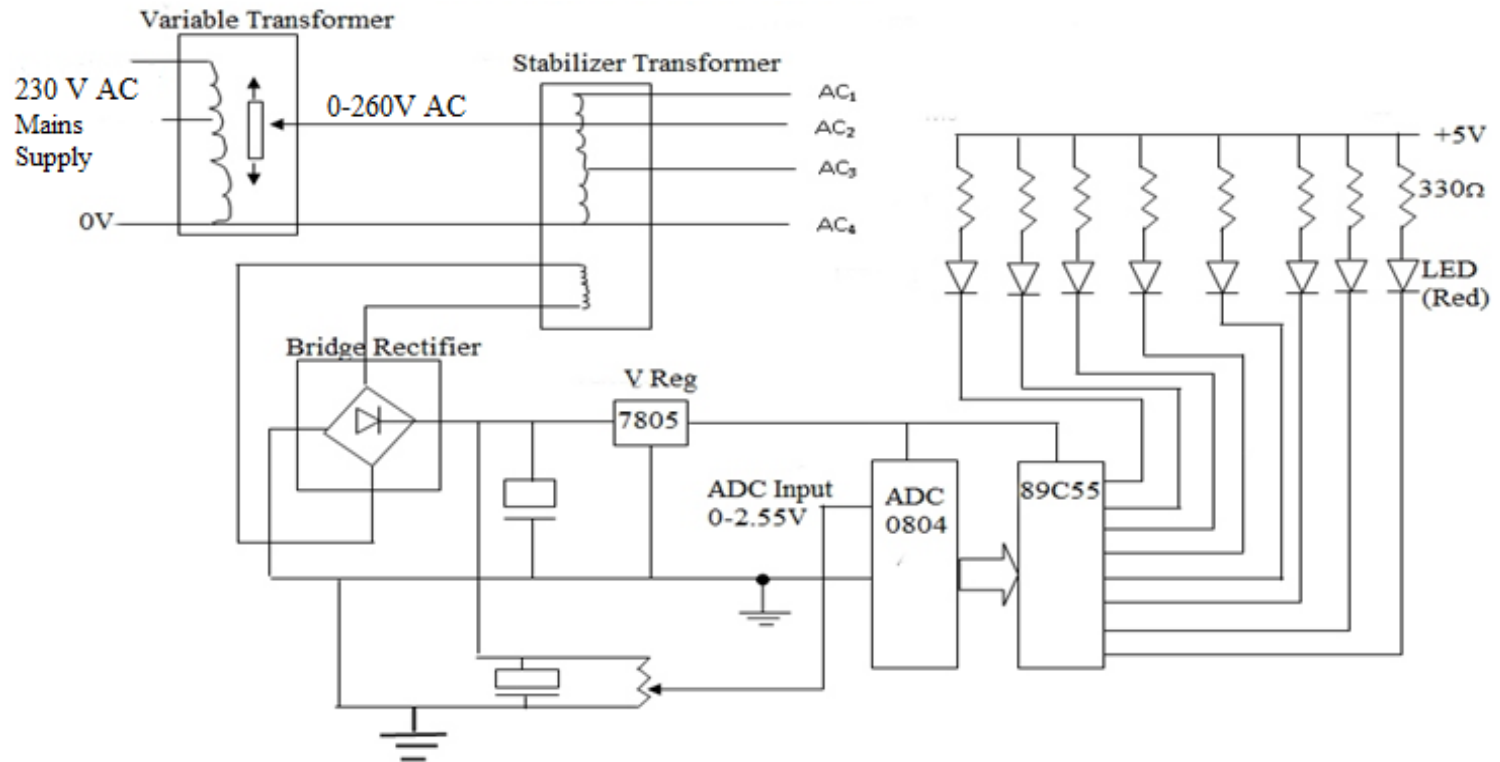 Variable Transformer
Stabilizer Transformer
230 V AC
Mains
Supply
0-260V AC
AC₁
AC₂
AC₃
AC₄
0V
+5V
330Ω
LED
(Red)
Bridge Rectifier
V Reg
7805
ADC Input
0-2.55V
ADC
0804
89C55